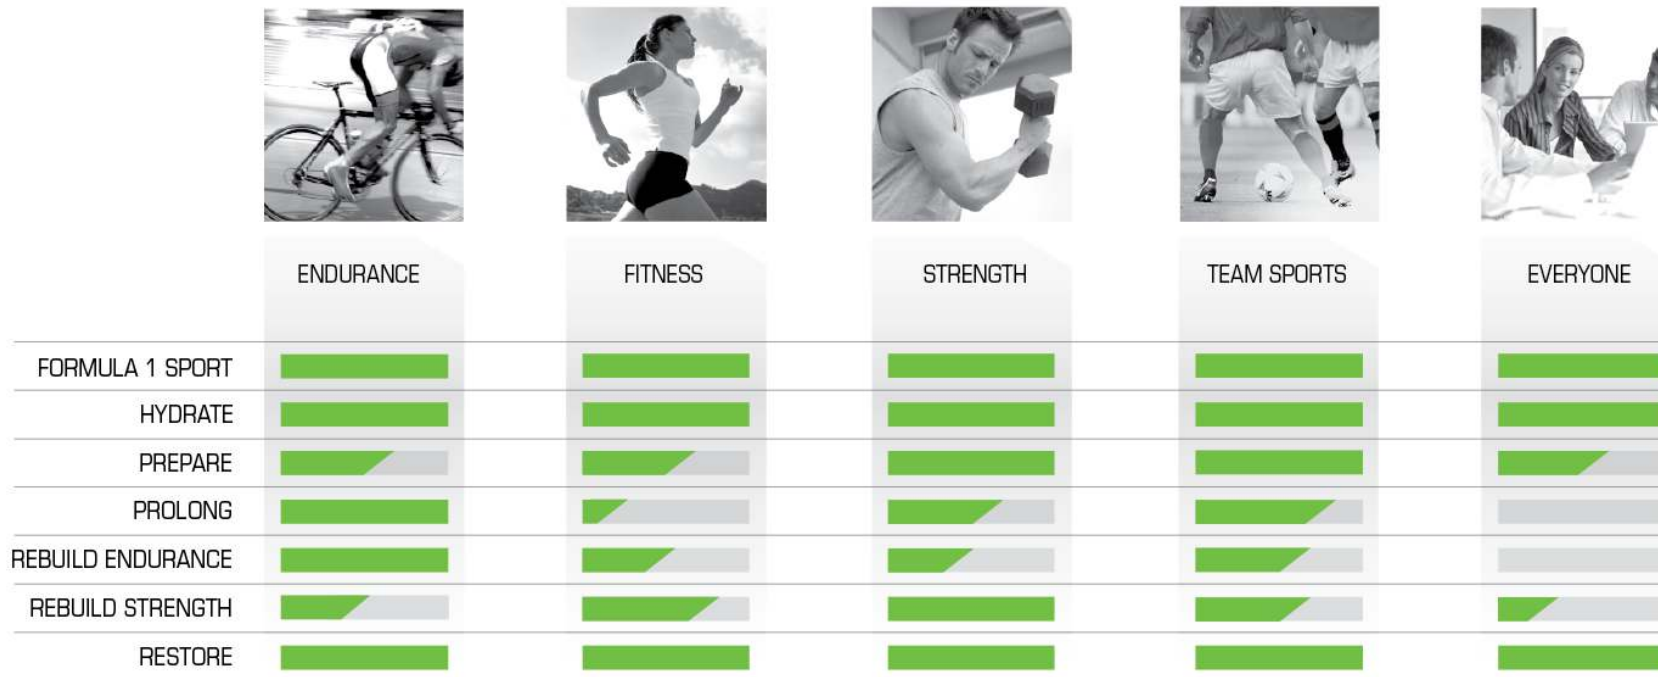 ENDURANCE
FITNESS
STRENGTH
TEAM SPORTS
EVERYONE
FORMULA 1 SPORT
HYDRATE
PREPARE
PROLONG
REBUILD ENDURANCE
REBUILD STRENGTH
RESTORE